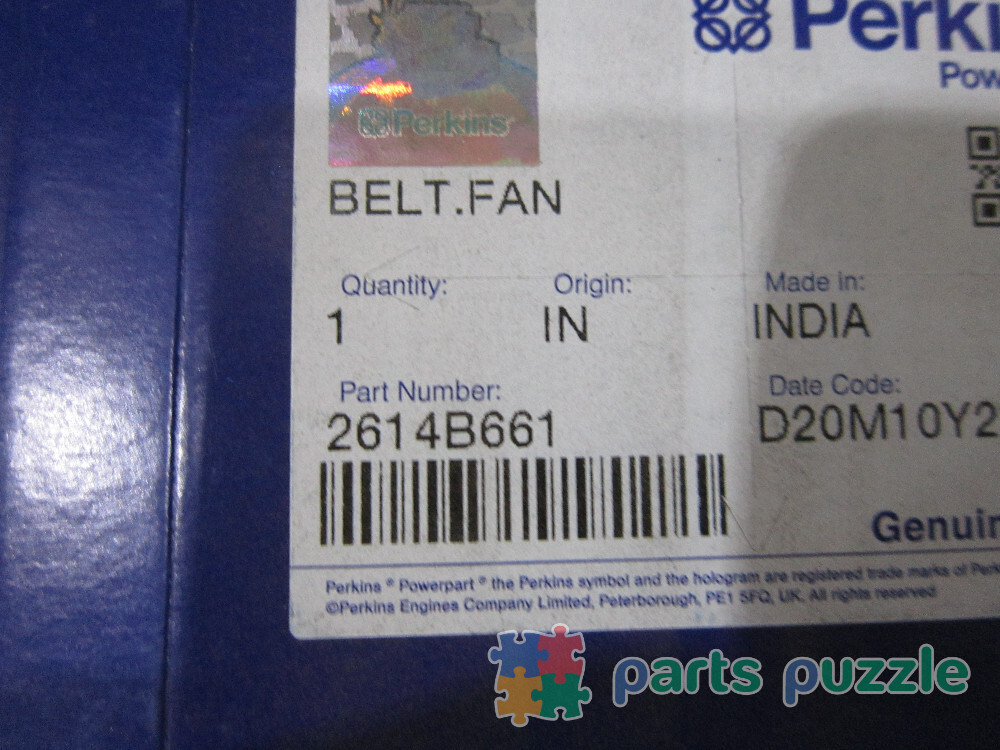 Perki
Pow
Perkins
BELT.FAN
Quantity: Origin: Made in:
1 IN INDIA
Part Number: Date Code:
2614B661 D20M10Y2
Genuin
Perkins ® Powerpart ® the Perkins symbol and the hologram are registered trade marks of Perk
©Perkins Engines Company Limited, Peterborough, PE1 5FQ, UK. All rights reserved
parts puzzle